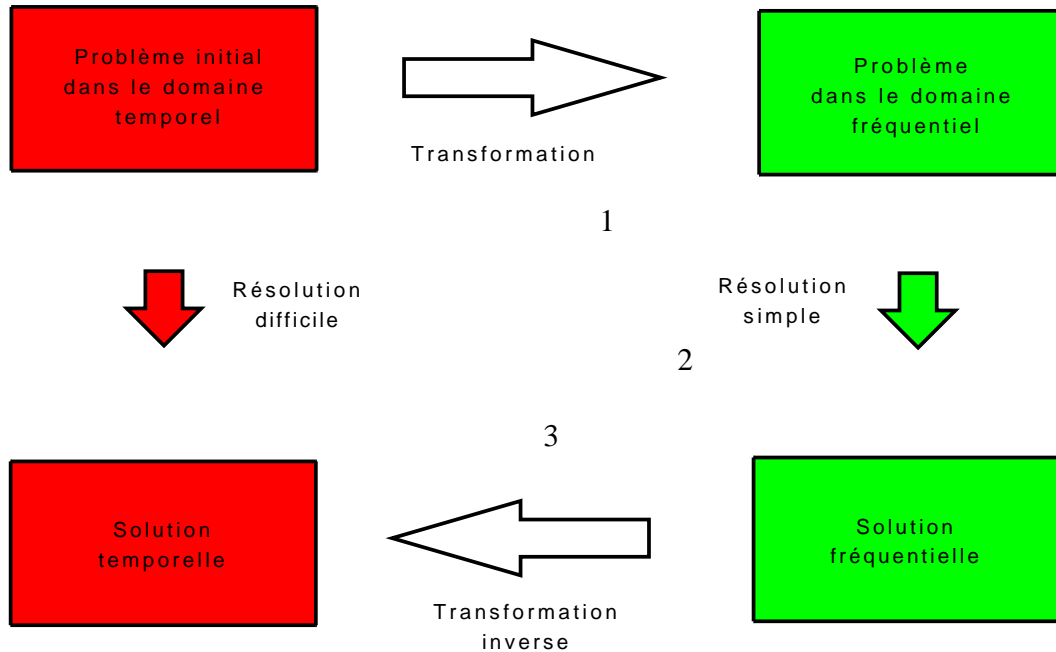 Problème initial
dans le domaine
temporel
Transformation
Problème
dans le domaine
fréquentiel
1
Résolution
difficile
Résolution
simple
2
3
Solution
temporelle
Transformation
inverse
Solution
fréquentielle